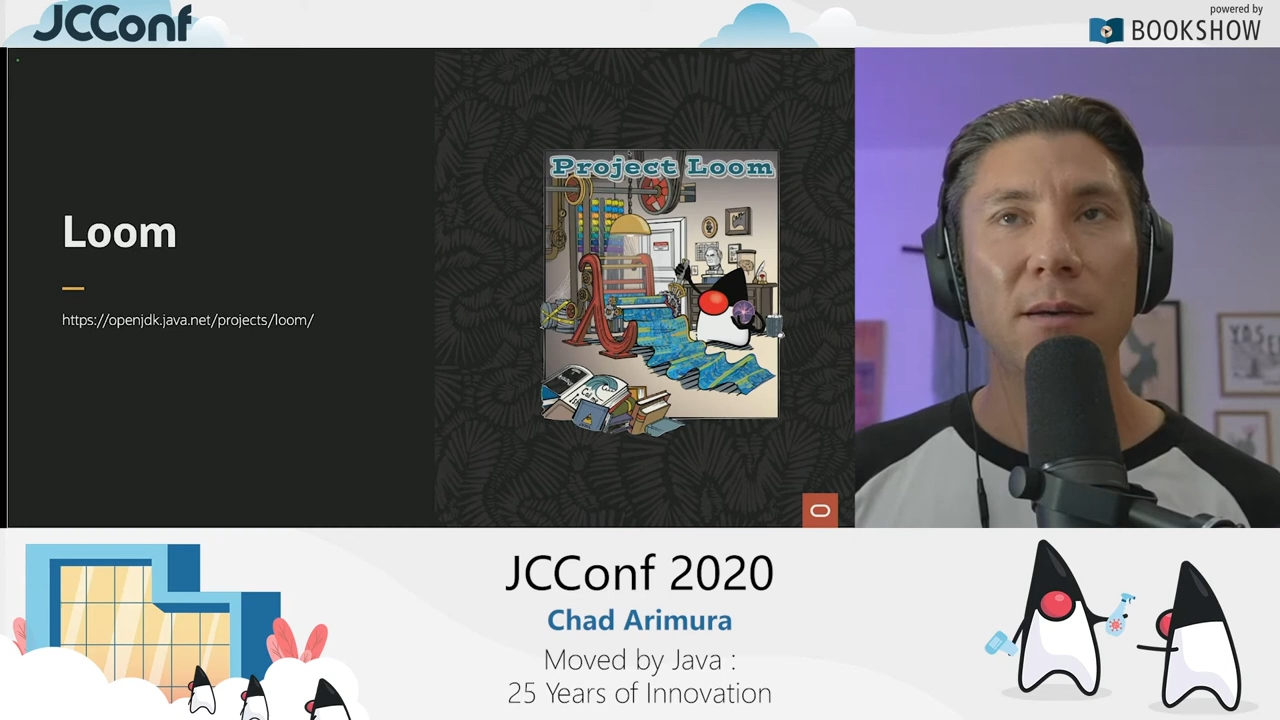 JCConf
powered by
BOOKSHOW
Project Loom
Loom
https://openjdk.java.net/projects/loom/
JCConf 2020
Chad Arimura
Moved by Java :
25 Years of Innovation